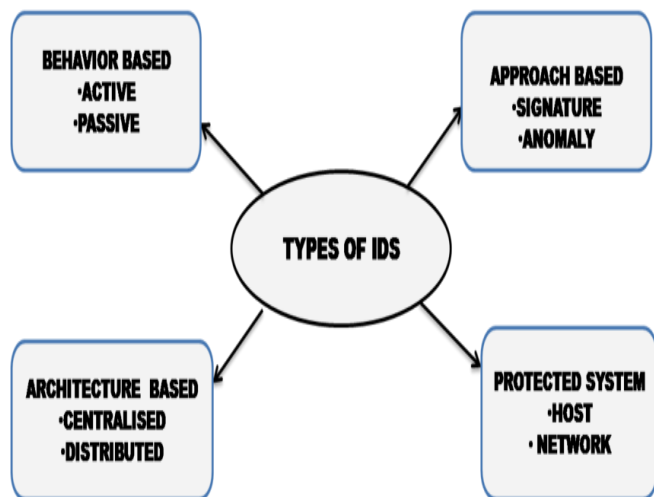 BEHAVIOR BASED
•ACTIVE
•PASSIVE
APPROACH BASED
•SIGNATURE
•ANOMALY
TYPES OF IDS
ARCHITECTURE BASED
•CENTRALISED
•DISTRIBUTED
PROTECTED SYSTEM
•HOST
• NETWORK